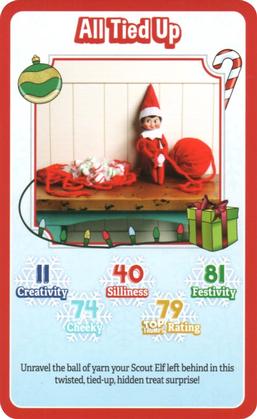 All Tied Up
11 40 81
Creativity Silliness Festivity
74 79
Cheeky TOP TRUMPS Rating
Unravel the ball of yarn your Scout Elf left behind in this
twisted, tied-up, hidden treat surprise!